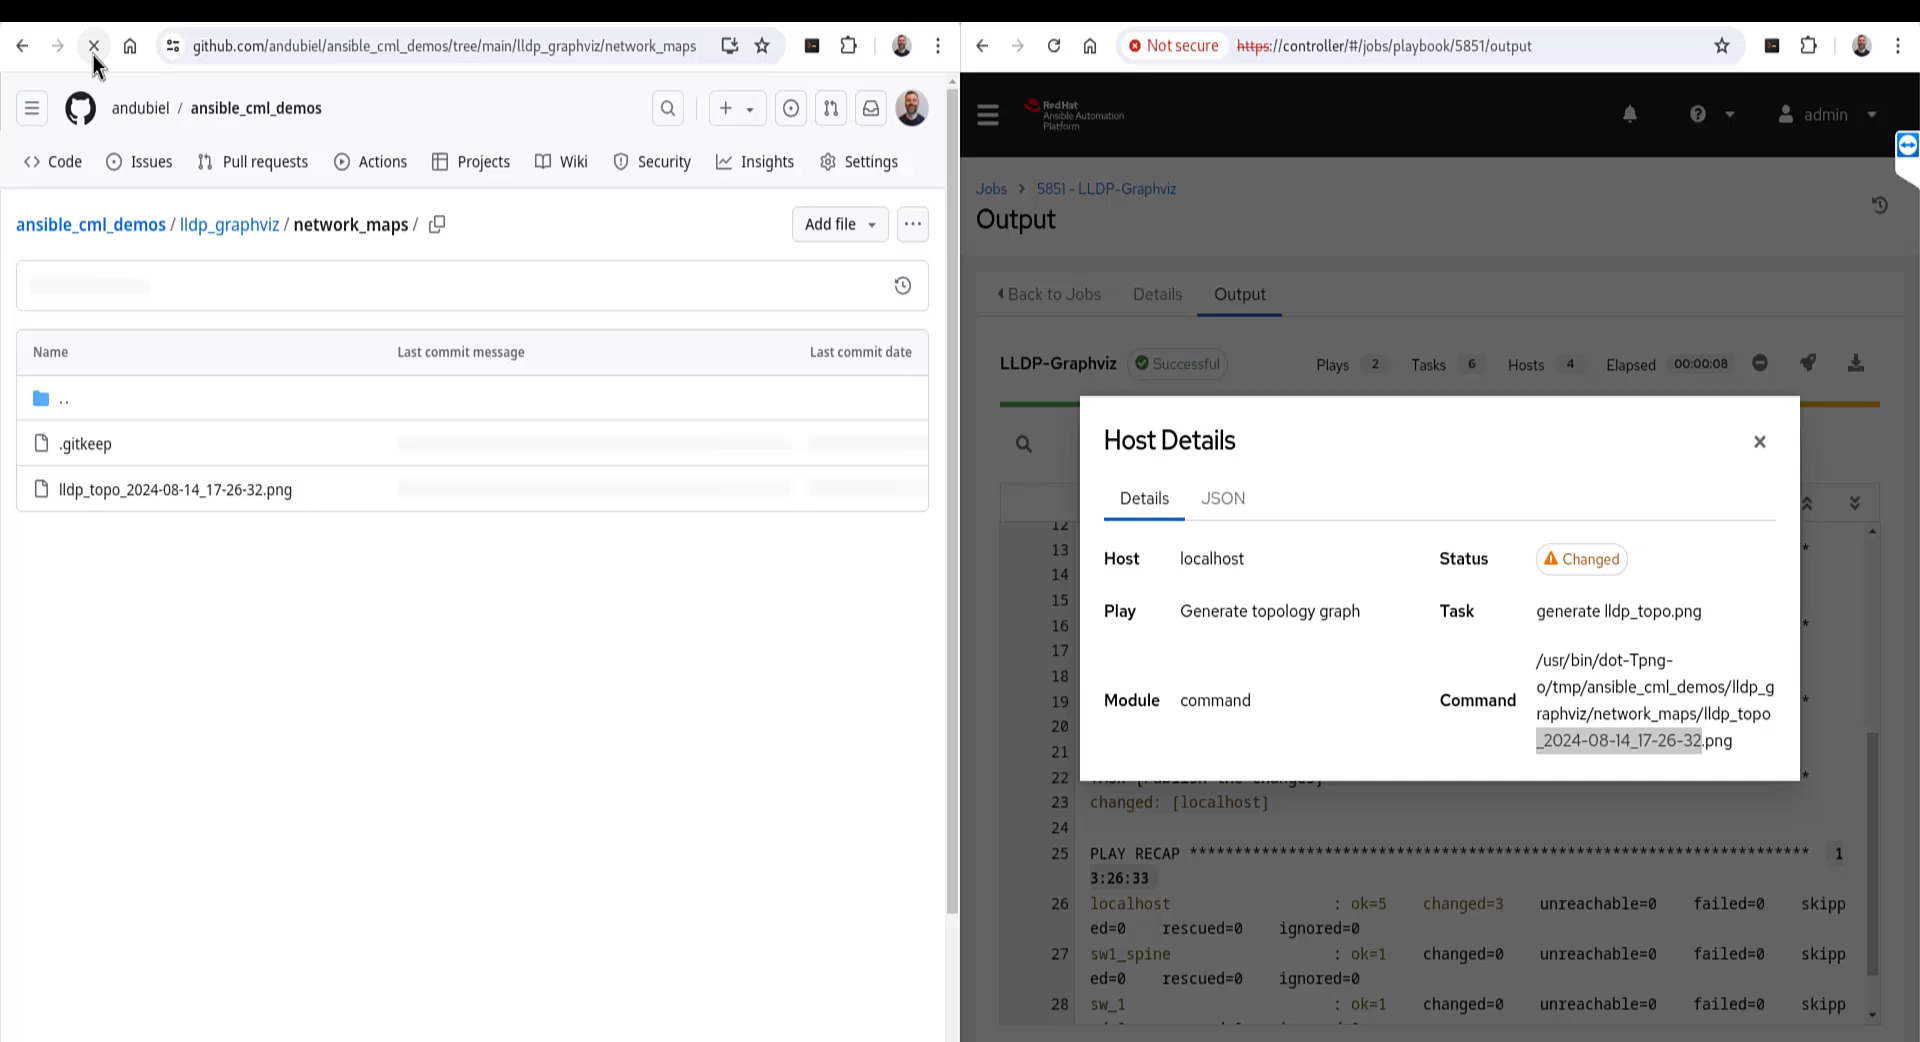 github.com/andubiel/ansible_cml_demos/tree/main/lldp_graphviz/network_maps
andubiel / ansible_cml_demos
Code Issues Pull requests Actions Projects Wiki Security Insights Settings
ansible_cml_demos / lldp_graphviz / network_maps /
Add file
Name Last commit message Last commit date
..
.gitkeep
lldp_topo_2024-08-14_17-26-32.png
Not secure https://controller/#/jobs/playbook/5851/output
Red Hat
Ansible Automation
Platform
admin
Jobs > 5851 - LLDP-Graphviz
Output
Back to Jobs Details Output
LLDP-Graphviz Successful Plays 2 Tasks 6 Hosts 4 Elapsed 00:00:08
Host Details
Details JSON
Host localhost Status Changed
Play Generate topology graph Task generate lldp_topo.png
Module command Command
/usr/bin/dot-Tpng-
o/tmp/ansible_cml_demos/lldp_g
raphviz/network_maps/lldp_topo
_2024-08-14_17-26-32.png
12
13 *
14
15
16 *
17
18
19 *
20
21
22 *
23 changed: [localhost]
24
25 PLAY RECAP ********************************************************************* 1
3:26:33
26 localhost : ok=5 changed=3 unreachable=0 failed=0 skipp
ed=0 rescued=0 ignored=0
27 sw1_spine : ok=1 changed=0 unreachable=0 failed=0 skipp
ed=0 rescued=0 ignored=0
28 sw_1 : ok=1 changed=0 unreachable=0 failed=0 skipp